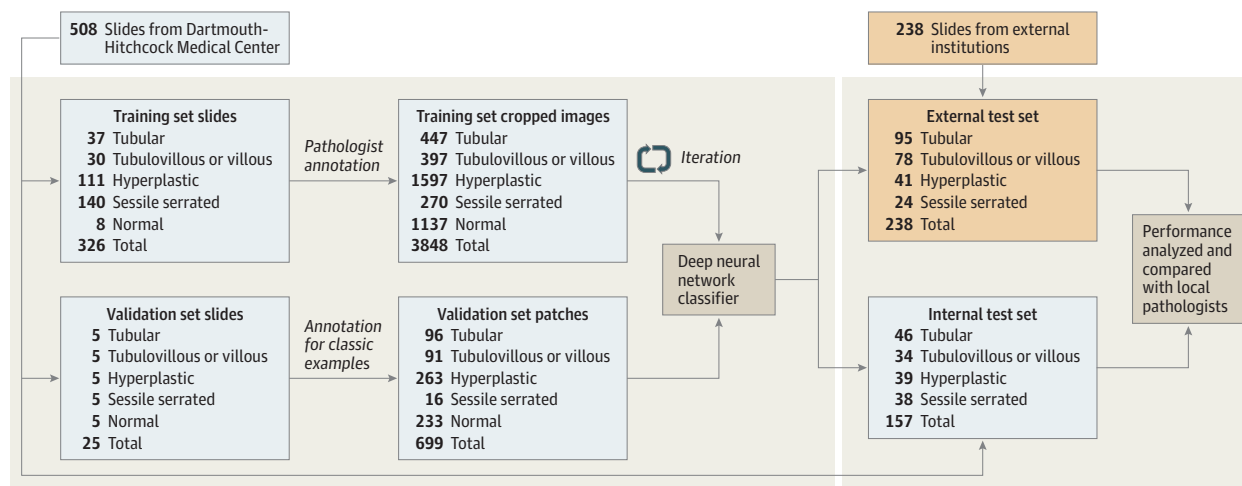 508 Slides from Dartmouth-
Hitchcock Medical Center
238 Slides from external
institutions
Training set slides
37 Tubular
30 Tubulovillous or villous
111 Hyperplastic
140 Sessile serrated
8 Normal
326 Total
Pathologist
annotation
Training set cropped images
447 Tubular
397 Tubulovillous or villous
1597 Hyperplastic
270 Sessile serrated
1137 Normal
3848 Total
Iteration
External test set
95 Tubular
78 Tubulovillous or villous
41 Hyperplastic
24 Sessile serrated
238 Total
Deep neural
network
classifier
Performance
analyzed and
compared
with local
pathologists
Validation set slides
5 Tubular
5 Tubulovillous or villous
5 Hyperplastic
5 Sessile serrated
5 Normal
25 Total
Annotation
for classic
examples
Validation set patches
96 Tubular
91 Tubulovillous or villous
263 Hyperplastic
16 Sessile serrated
233 Normal
699 Total
Internal test set
46 Tubular
34 Tubulovillous or villous
39 Hyperplastic
38 Sessile serrated
157 Total